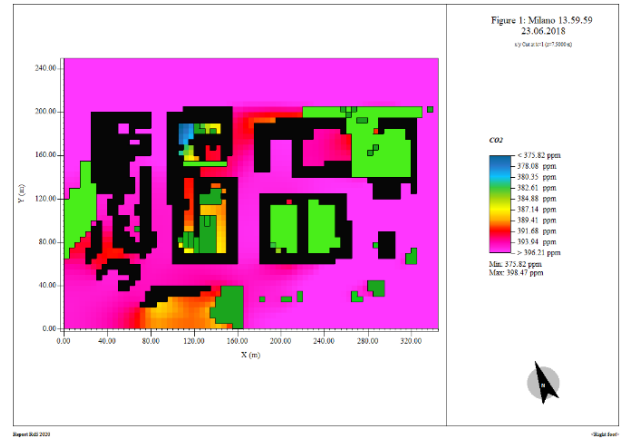 Figure 1: Milano 13.59.59
23.06.2018
240.00
200.00
160.00
120.00
80.00
40.00
0.00
Y (m)
0.00 40.00 80.00 120.00 160.00 200.00 240.00 280.00 320.00
X (m)
CO2
< 375.82 ppm
378.08 ppm
380.35 ppm
382.61 ppm
384.88 ppm
387.14 ppm
389.41 ppm
391.68 ppm
393.94 ppm
> 396.21 ppm
Min: 375.82 ppm
Max: 398.47 ppm
N